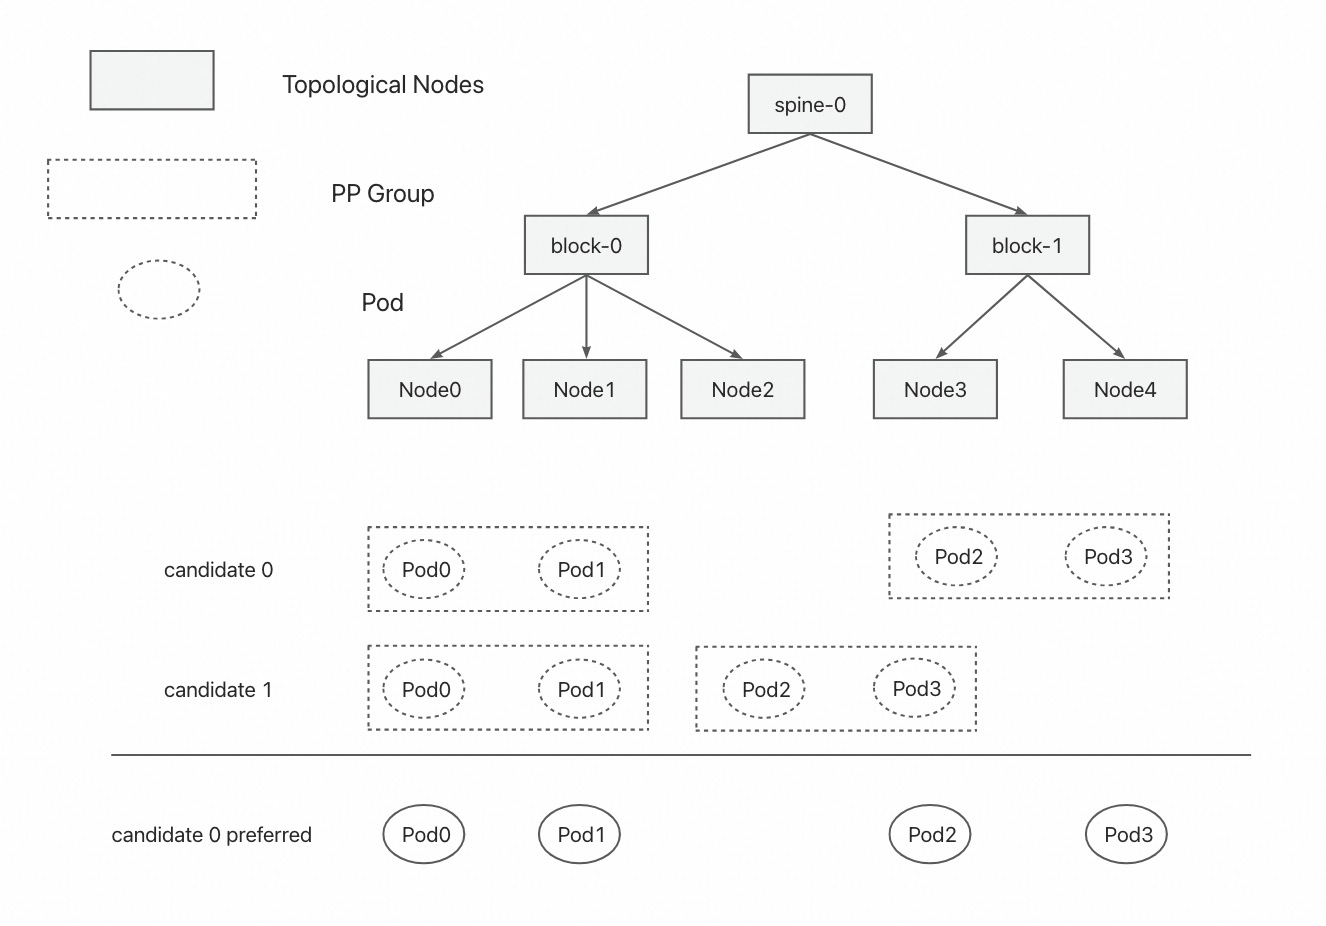 Topological Nodes
spine-0
PP Group
block-0
block-1
Pod
Node0
Node1
Node2
Node3
Node4
candidate 0
Pod0
Pod1
Pod2
Pod3
candidate 1
Pod0
Pod1
Pod2
Pod3
candidate 0 preferred
Pod0
Pod1
Pod2
Pod3